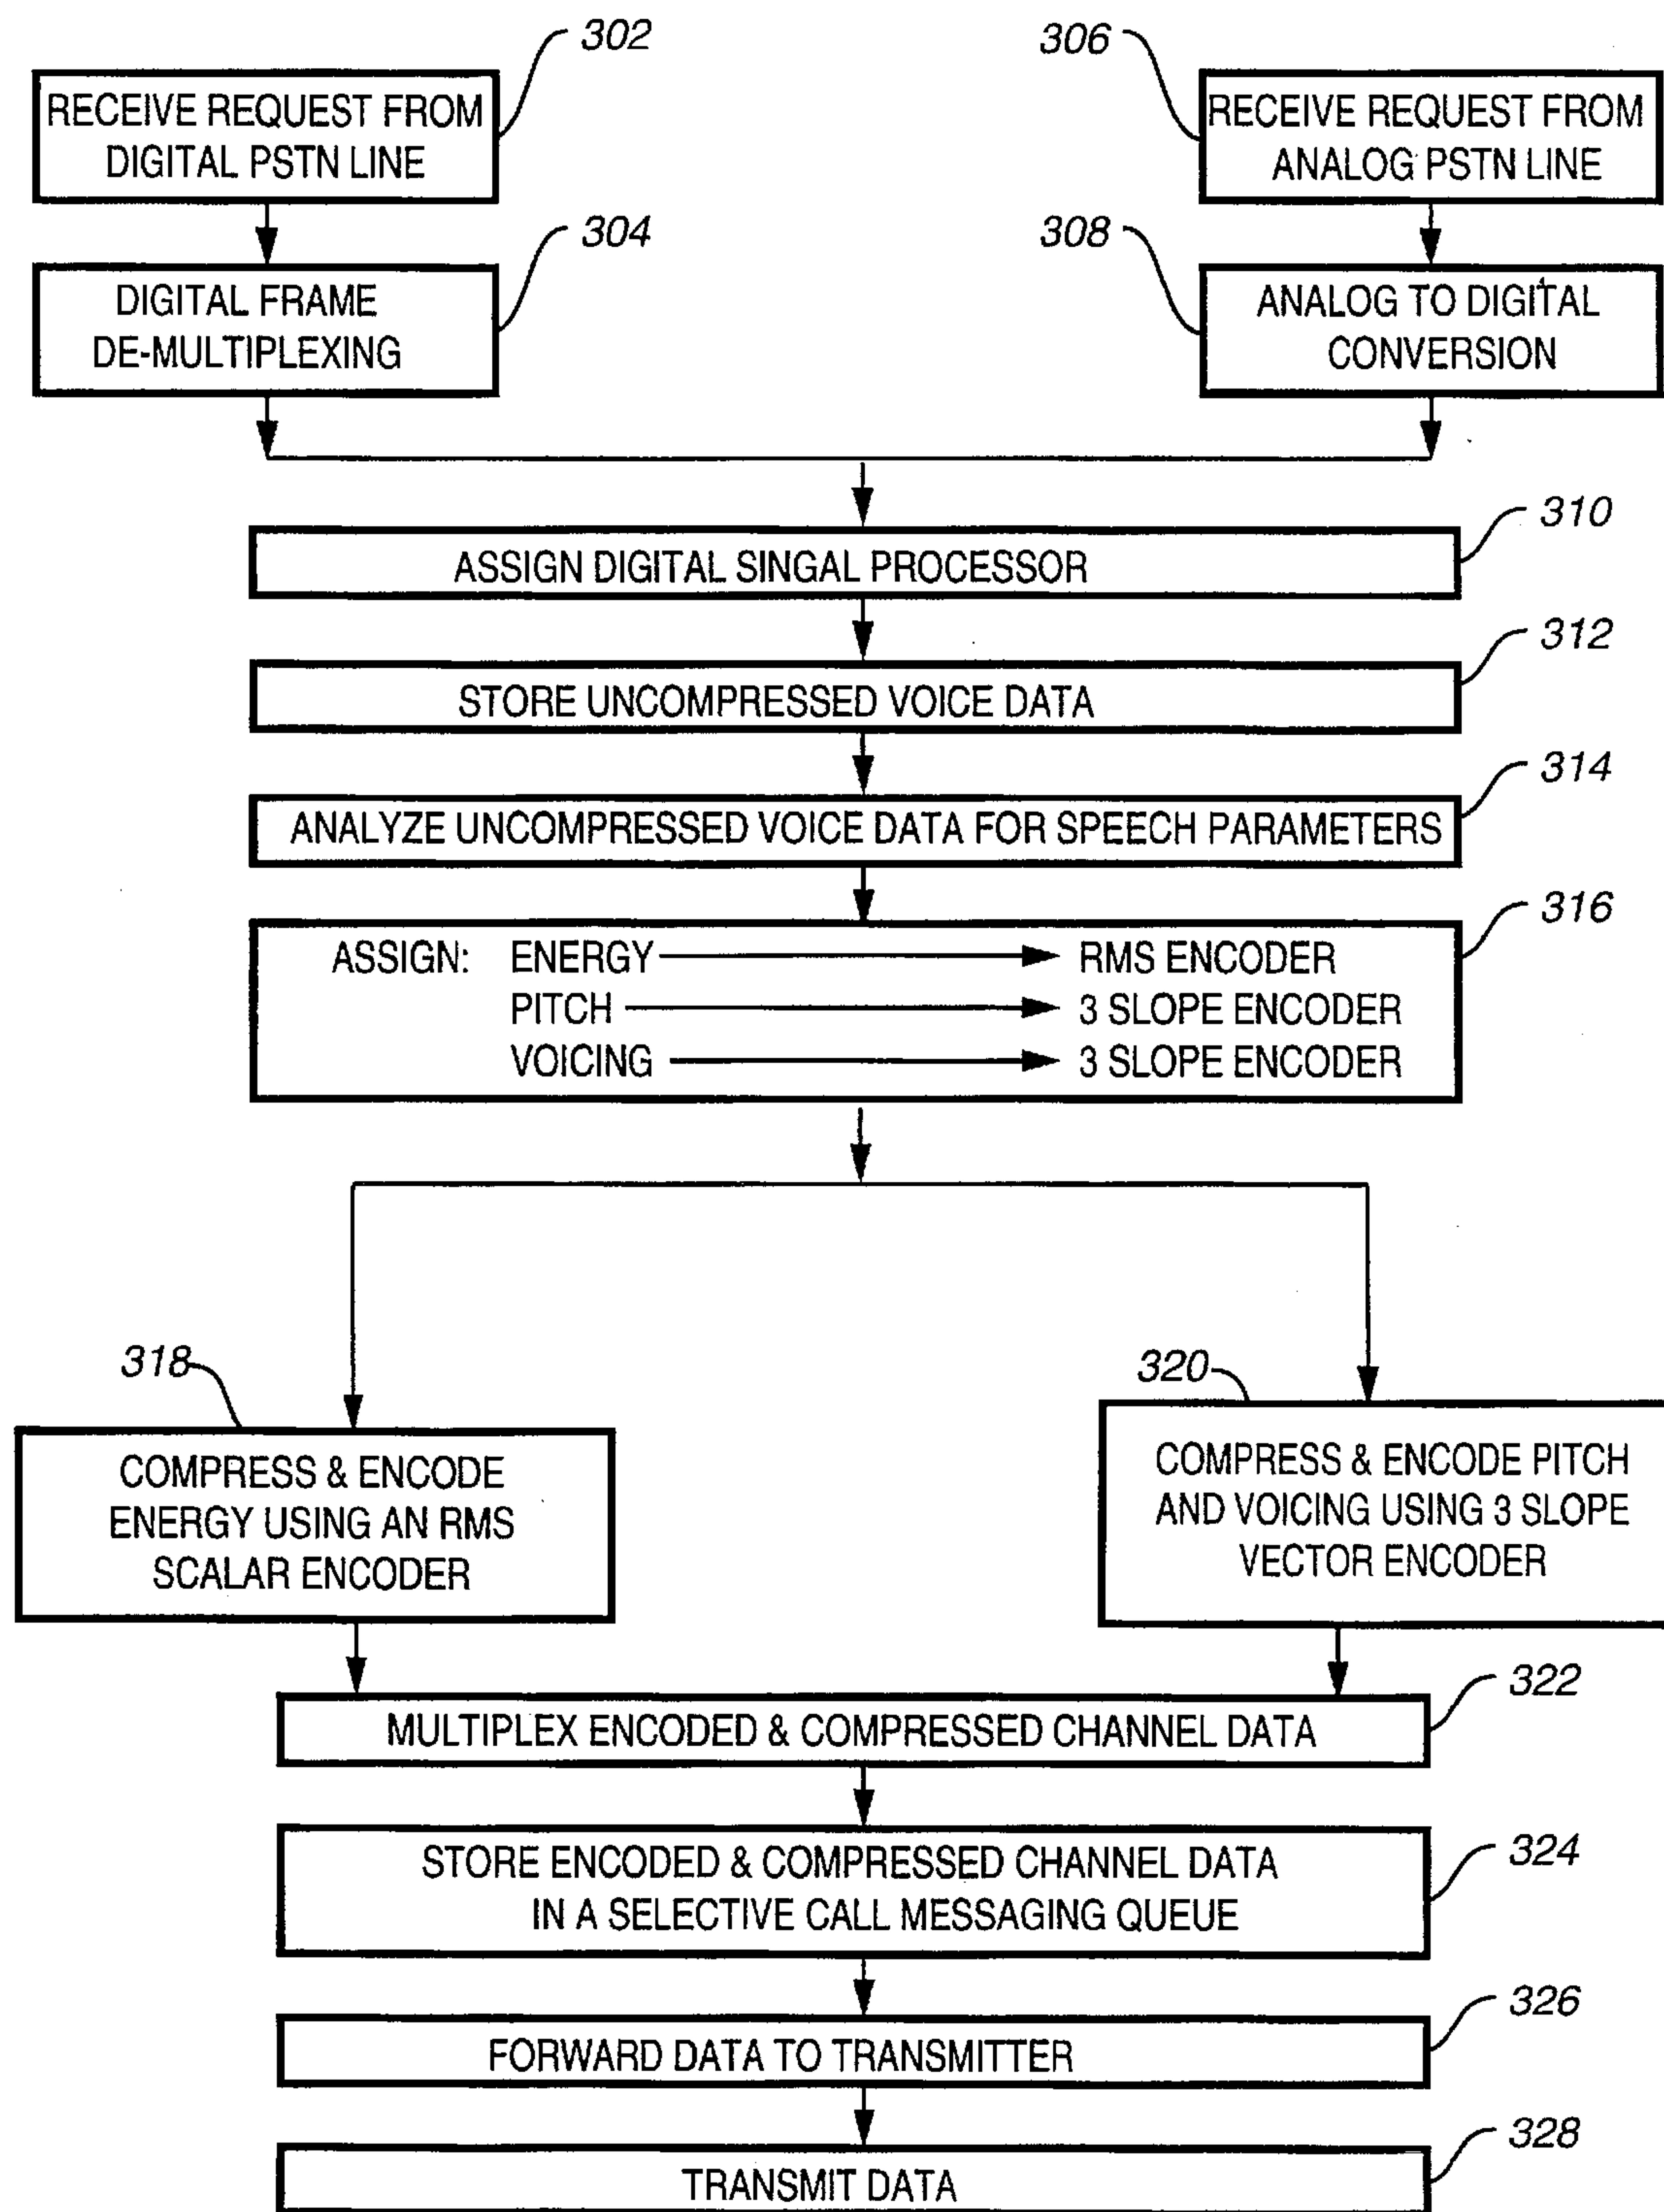 302
RECEIVE REQUEST FROM
DIGITAL PSTN LINE
306
RECEIVE REQUEST FROM
ANALOG PSTN LINE
304
DIGITAL FRAME
DE-MULTIPLEXING
308
ANALOG TO DIGITAL
CONVERSION
310
ASSIGN DIGITAL SINGAL PROCESSOR
312
STORE UNCOMPRESSED VOICE DATA
314
ANALYZE UNCOMPRESSED VOICE DATA FOR SPEECH PARAMETERS
316
ASSIGN: ENERGY RMS ENCODER
PITCH 3 SLOPE ENCODER
VOICING 3 SLOPE ENCODER
318
COMPRESS & ENCODE
ENERGY USING AN RMS
SCALAR ENCODER
320
COMPRESS & ENCODE PITCH
AND VOICING USING 3 SLOPE
VECTOR ENCODER
322
MULTIPLEX ENCODED & COMPRESSED CHANNEL DATA
324
STORE ENCODED & COMPRESSED CHANNEL DATA
IN A SELECTIVE CALL MESSAGING QUEUE
326
FORWARD DATA TO TRANSMITTER
328
TRANSMIT DATA